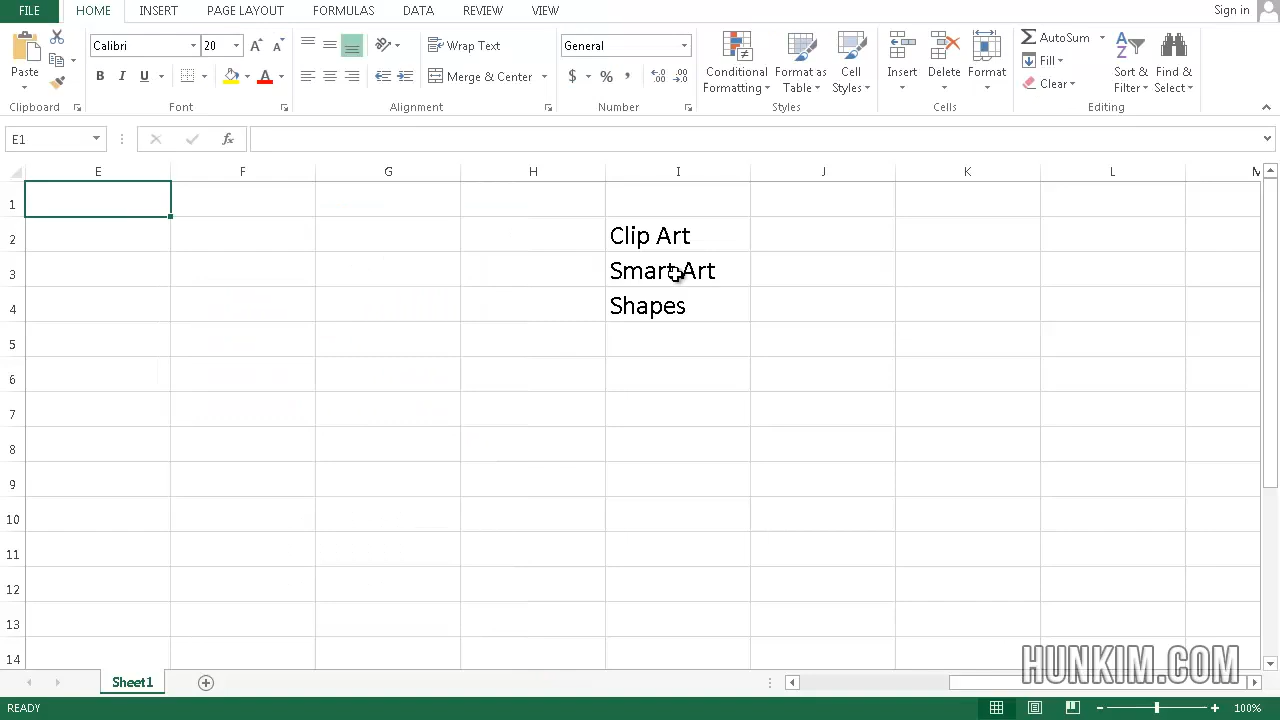 FILE HOME INSERT PAGE LAYOUT FORMULAS DATA REVIEW VIEW Sign in
Calibri 20 Wrap Text General AutoSum
Paste Conditional Format as Cell Insert Delete Format Fill Sort & Find &
B I U Merge & Center $ % , Formatting Table Styles Clear Filter Select
Clipboard Font Alignment Number Styles Cells Editing
E1 fx
E F G H I J K L M
1
2 Clip Art
3 Smart Art
4 Shapes
5
6
7
8
9
10
11
12
13
14
HUNKIM.COM
Sheet1
READY 100%